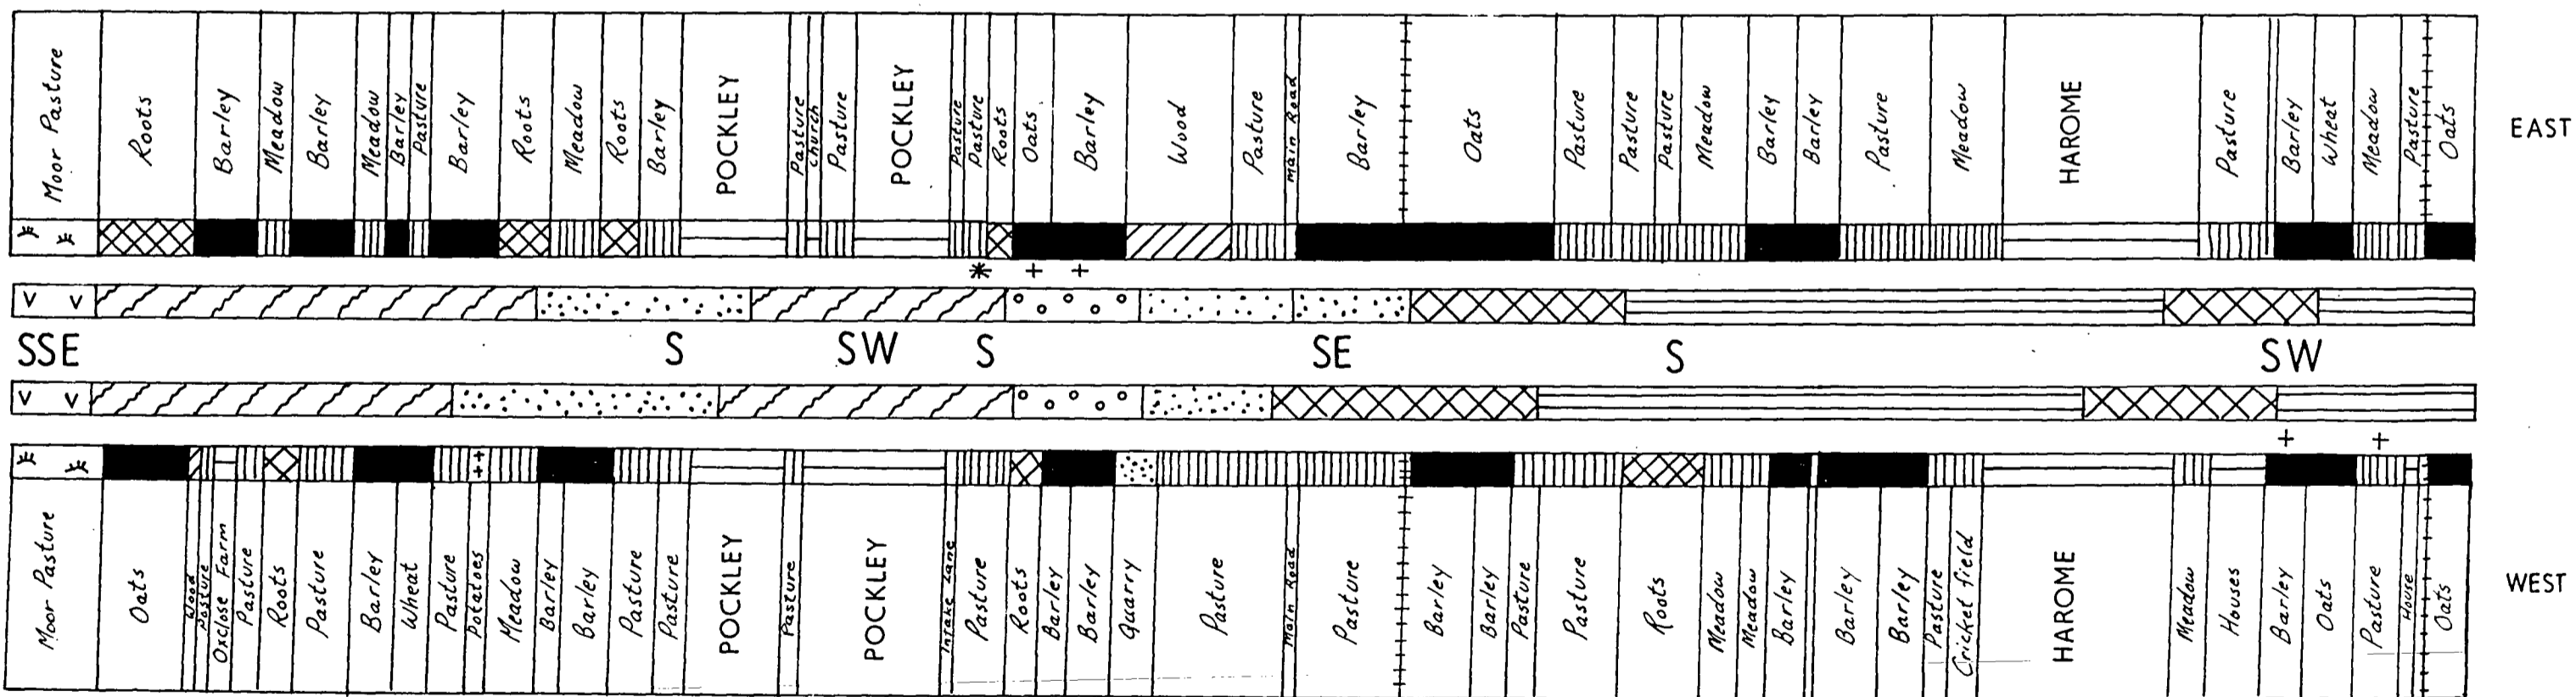 Moor Pasture
Roots
Barley
Meadow
Barley
Meadow
Barley
Pasture
Barley
Roots
Meadow
Roots
Barley
POCKLEY
Pasture
church
Pasture
POCKLEY
Pasture
Pasture
Roots
Oats
Barley
Wood
Pasture
Main Road
Barley
Oats
Pasture
Pasture
Pasture
Meadow
Barley
Barley
Pasture
Meadow
HAROME
Pasture
Barley
Wheat
Meadow
Pasture
Oats
EAST
SSE S SW S SE S SW
Moor Pasture
Oats
Wood
Oxclose Farm
Pasture
Roots
Pasture
Barley
Wheat
Pasture
Potatoes
Meadow
Barley
Barley
Pasture
Pasture
POCKLEY
Pasture
POCKLEY
Intake Lane
Pasture
Roots
Barley
Barley
Quarry
Pasture
Main Road
Pasture
Barley
Barley
Pasture
Pasture
Roots
Meadow
Meadow
Barley
Barley
Barley
Pasture
Cricket field
HAROME
Meadow
Houses
Barley
Oats
Pasture
House
Oats
WEST